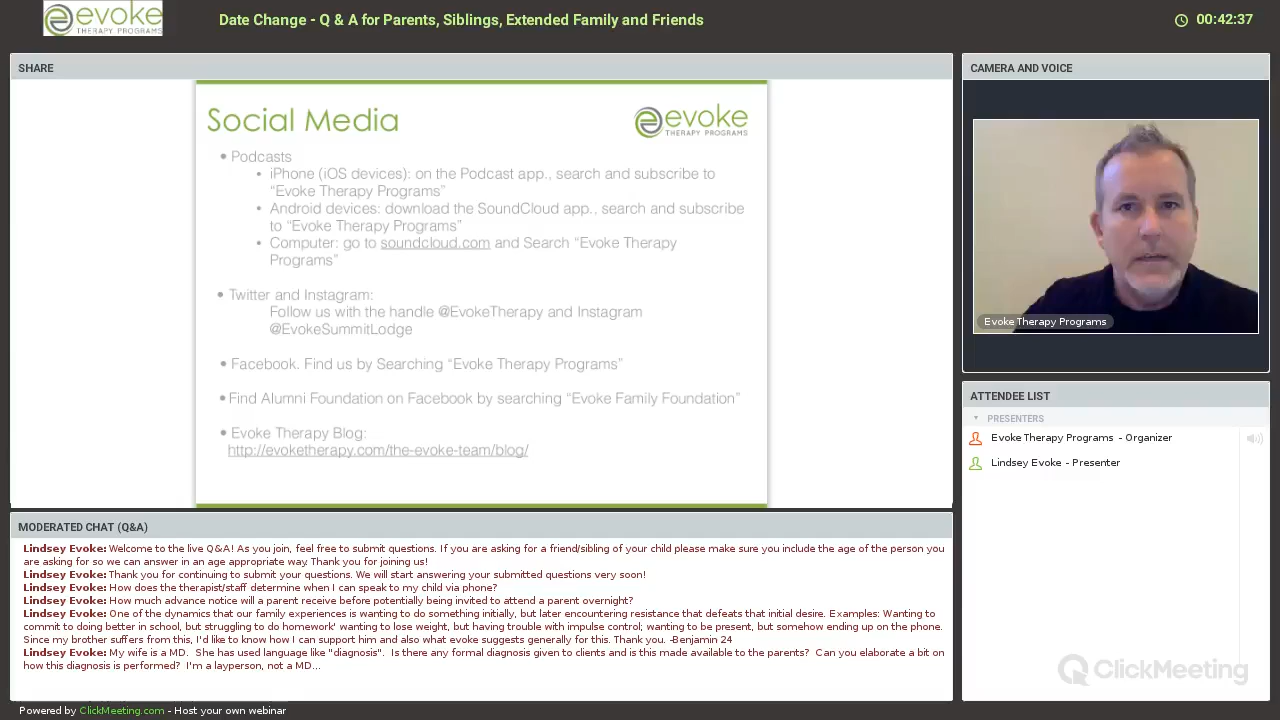 evoke
THERAPY PROGRAMS
Date Change - Q & A for Parents, Siblings, Extended Family and Friends
00:42:37
SHARE
Social Media
evoke
THERAPY PROGRAMS
• Podcasts
• iPhone (iOS devices): on the Podcast app., search and subscribe to
“Evoke Therapy Programs”
• Android devices: download the SoundCloud app., search and subscribe
to “Evoke Therapy Programs”
• Computer: go to soundcloud.com and Search “Evoke Therapy
Programs”
• Twitter and Instagram:
Follow us with the handle @EvokeTherapy and Instagram
@EvokeSummitLodge
• Facebook. Find us by Searching “Evoke Therapy Programs”
• Find Alumni Foundation on Facebook by searching “Evoke Family Foundation”
• Evoke Therapy Blog:
http://evoketherapy.com/the-evoke-team/blog/
CAMERA AND VOICE
Evoke Therapy Programs
ATTENDEE LIST
PRESENTERS
Evoke Therapy Programs - Organizer
Lindsey Evoke - Presenter
MODERATED CHAT (Q&A)
Lindsey Evoke: Welcome to the live Q&A! As you join, feel free to submit questions. If you are asking for a friend/sibling of your child please make sure you include the age of the person you
are asking for so we can answer in an age appropriate way. Thank you for joining us!
Lindsey Evoke: Thank you for continuing to submit your questions. We will start answering your submitted questions very soon!
Lindsey Evoke: How does the therapist/staff determine when I can speak to my child via phone?
Lindsey Evoke: How much advance notice will a parent receive before potentially being invited to attend a parent overnight?
Lindsey Evoke: One of the dynamics that our family experiences is wanting to do something initially, but later encountering resistance that defeats that initial desire. Examples: Wanting to
commit to doing better in school, but struggling to do homework' wanting to lose weight, but having trouble with impulse control; wanting to be present, but somehow ending up on the phone.
Since my brother suffers from this, I'd like to know how I can support him and also what evoke suggests generally for this. Thank you. -Benjamin 24
Lindsey Evoke: My wife is a MD. She has used language like "diagnosis". Is there any formal diagnosis given to clients and is this made available to the parents? Can you elaborate a bit on
how this diagnosis is performed? I'm a layperson, not a MD...
ClickMeeting
Powered by ClickMeeting.com - Host your own webinar